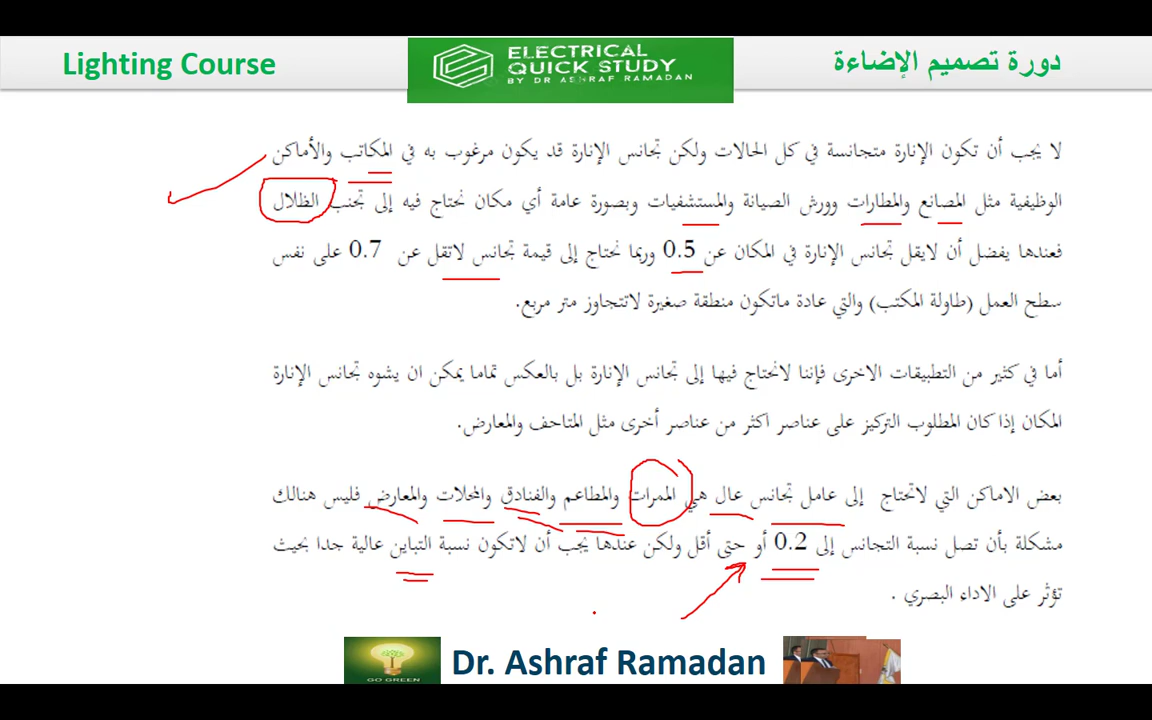 Lighting Course
ELECTRICAL
QUICK STUDY
BY DR ASHRAF RAMADAN
دورة تصميم الإضاءة
لا يجب أن تكون الإنارة متجانسة في كل الحالات ولكن تجانس الإنارة قد يكون مرغوب به في المكاتب والأماكن
الوظيفية مثل المصانع والمطارات وورش الصيانة والمستشفيات وبصورة عامة أي مكان نحتاج فيه إلى تجنب الظلال
فعندها يفضل أن لايقل تجانس الإنارة في المكان عن 0.5 وربما نحتاج إلى قيمة تجانس لاتقل عن 0.7 على نفس
سطح العمل (طاولة المكتب) والتي عادة ماتكون منطقة صغيرة لاتتجاوز متر مربع.
أما في كثير من التطبيقات الاخرى فإننا لانحتاج فيها إلى تجانس الإنارة بل بالعكس تماما يمكن ان يشوه تجانس الإنارة
المكان إذا كان المطلوب التركيز على عناصر اكثر من عناصر أخرى مثل المتاحف والمعارض.
بعض الاماكن التي لاتحتاج إلى عامل تجانس عال هي الممرات والمطاعم والفنادق والمحلات والمعارض فليس هنالك
مشكلة بأن تصل نسبة التجانس إلى 0.2 أو حتى أقل ولكن عندها يجب أن لاتكون نسبة التباين عالية جدا بحيث
تؤثر على الاداء البصري .
GO GREEN
Dr. Ashraf Ramadan